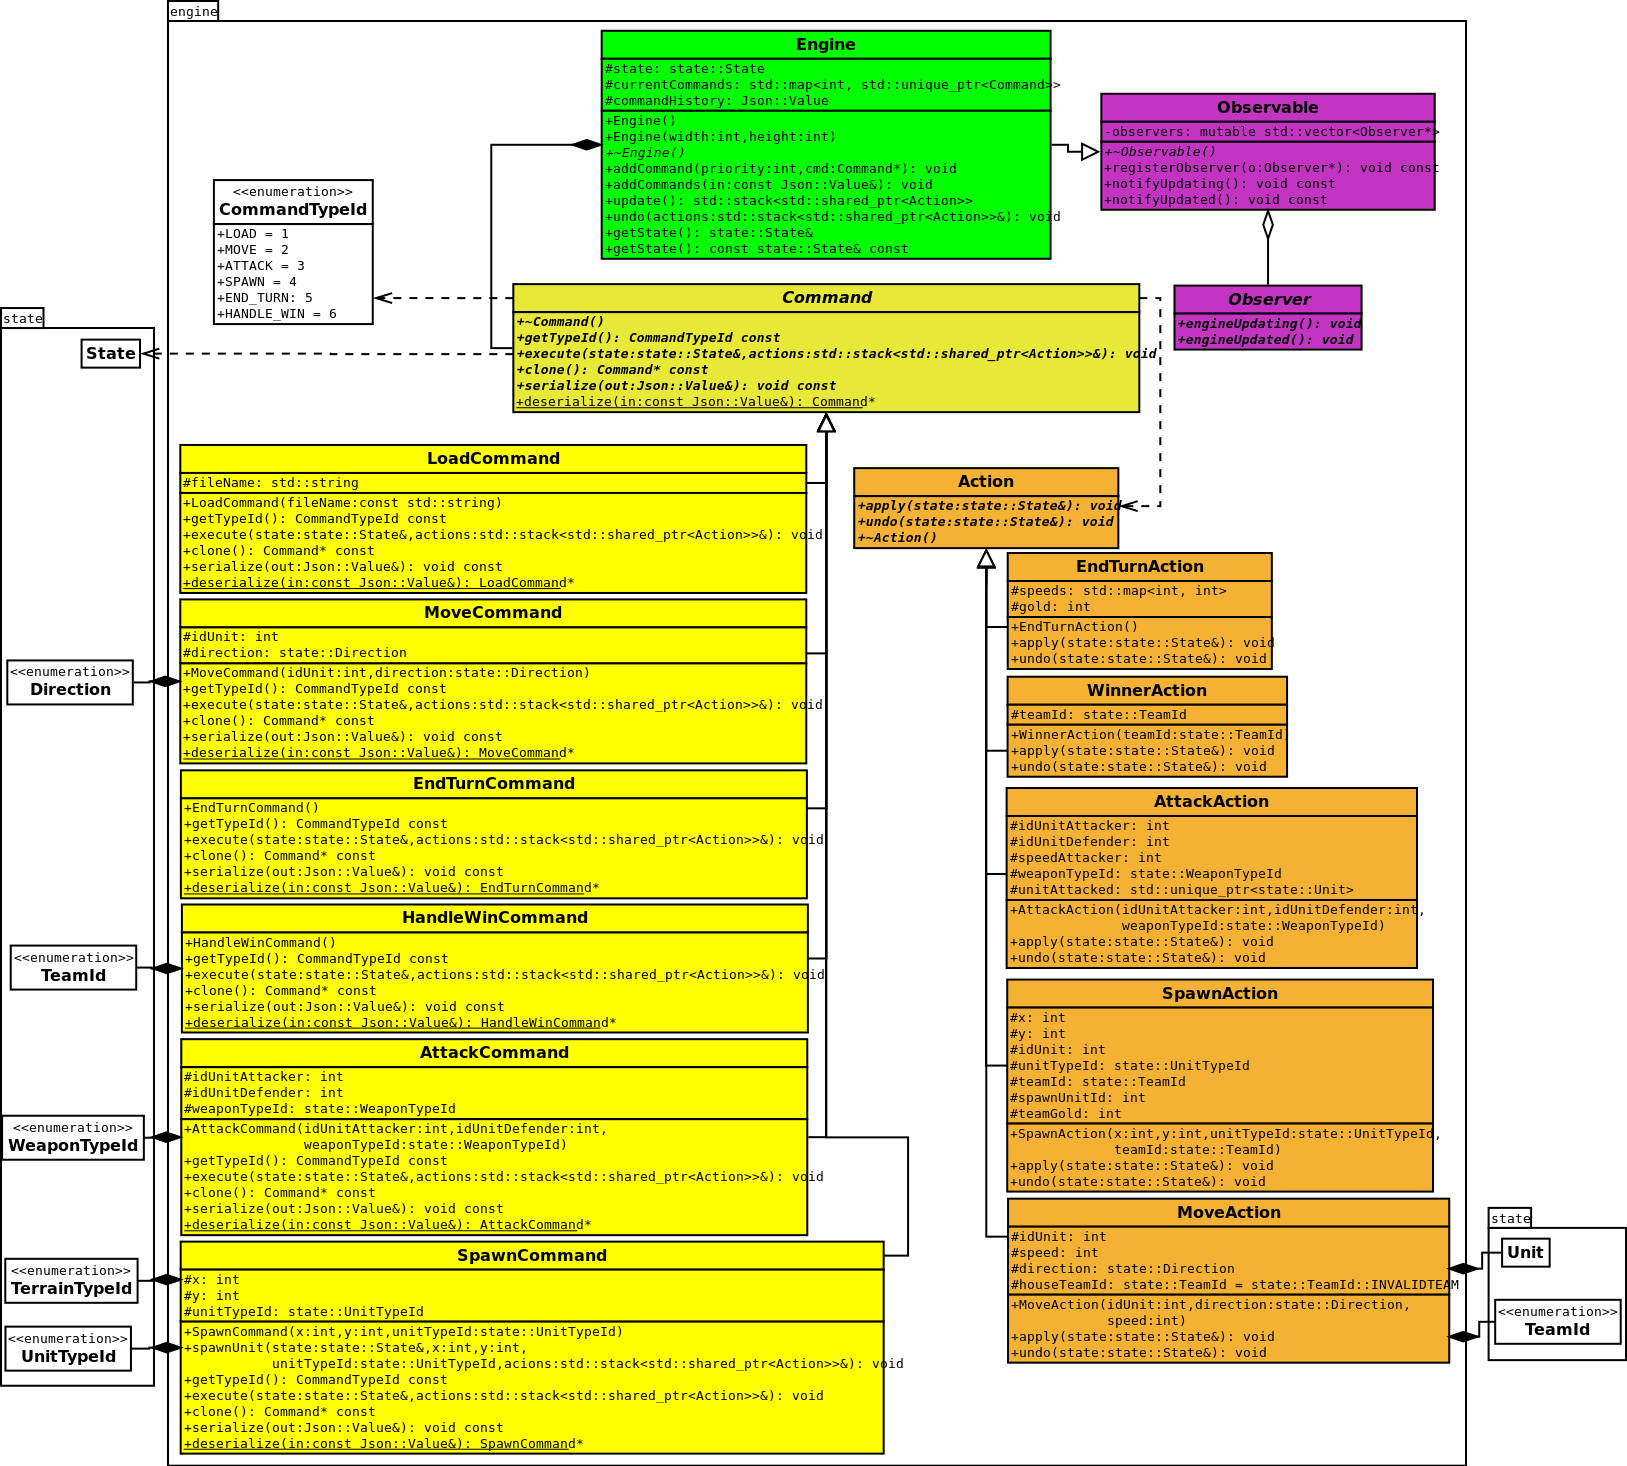 engine
Engine
#state: state::State
#currentCommands: std::map<int, std::unique_ptr<Command>>
#commandHistory: Json::Value
+Engine()
+Engine(width:int,height:int)
+~Engine()
+addCommand(priority:int,cmd:Command*): void
+addCommands(in:const Json::Value&): void
+update(): std::stack<std::shared_ptr<Action>>
+undo(actions:std::stack<std::shared_ptr<Action>>&): void
+getState(): state::State&
+getState(): const state::State& const
Observable
-observers: mutable std::vector<Observer*>
+~Observable()
+registerObserver(o:Observer*): void const
+notifyUpdating(): void const
+notifyUpdated(): void const
<<enumeration>>
CommandTypeId
+LOAD = 1
+MOVE = 2
+ATTACK = 3
+SPAWN = 4
+END_TURN: 5
+HANDLE_WIN = 6
Command
+~Command()
+getTypeId(): CommandTypeId const
+execute(state:state::State&,actions:std::stack<std::shared_ptr<Action>>&): void
+clone(): Command* const
+serialize(out:Json::Value&): void const
+deserialize(in:const Json::Value&): Command*
Observer
+engineUpdating(): void
+engineUpdated(): void
state
State
LoadCommand
#fileName: std::string
+LoadCommand(fileName:const std::string)
+getTypeId(): CommandTypeId const
+execute(state:state::State&,actions:std::stack<std::shared_ptr<Action>>&): void
+clone(): Command* const
+serialize(out:Json::Value&): void const
+deserialize(in:const Json::Value&): LoadCommand*
Action
+apply(state:state::State&): void
+undo(state:state::State&): void
+~Action()
EndTurnAction
#speeds: std::map<int, int>
#gold: int
+EndTurnAction()
+apply(state:state::State&): void
+undo(state:state::State&): void
MoveCommand
#idUnit: int
#direction: state::Direction
+MoveCommand(idUnit:int,direction:state::Direction)
+getTypeId(): CommandTypeId const
+execute(state:state::State&,actions:std::stack<std::shared_ptr<Action>>&): void
+clone(): Command* const
+serialize(out:Json::Value&): void const
+deserialize(in:const Json::Value&): MoveCommand*
<<enumeration>>
Direction
WinnerAction
#teamId: state::TeamId
+WinnerAction(teamId:state::TeamId)
+apply(state:state::State&): void
+undo(state:state::State&): void
EndTurnCommand
+EndTurnCommand()
+getTypeId(): CommandTypeId const
+execute(state:state::State&,actions:std::stack<std::shared_ptr<Action>>&): void
+clone(): Command* const
+serialize(out:Json::Value&): void const
+deserialize(in:const Json::Value&): EndTurnCommand*
AttackAction
#idUnitAttacker: int
#idUnitDefender: int
#speedAttacker: int
#weaponTypeId: state::WeaponTypeId
#unitAttacked: std::unique_ptr<state::Unit>
+AttackAction(idUnitAttacker:int,idUnitDefender:int,
weaponTypeId:state::WeaponTypeId)
+apply(state:state::State&): void
+undo(state:state::State&): void
HandleWinCommand
+HandleWinCommand()
+getTypeId(): CommandTypeId const
+execute(state:state::State&,actions:std::stack<std::shared_ptr<Action>>&): void
+clone(): Command* const
+serialize(out:Json::Value&): void const
+deserialize(in:const Json::Value&): HandleWinCommand*
<<enumeration>>
TeamId
SpawnAction
#x: int
#y: int
#idUnit: int
#unitTypeId: state::UnitTypeId
#teamId: state::TeamId
#spawnUnitId: int
#teamGold: int
+SpawnAction(x:int,y:int,unitTypeId:state::UnitTypeId,
teamId:state::TeamId)
+apply(state:state::State&): void
+undo(state:state::State&): void
AttackCommand
#idUnitAttacker: int
#idUnitDefender: int
#weaponTypeId: state::WeaponTypeId
+AttackCommand(idUnitAttacker:int,idUnitDefender:int,
weaponTypeId:state::WeaponTypeId)
+getTypeId(): CommandTypeId const
+execute(state:state::State&,actions:std::stack<std::shared_ptr<Action>>&): void
+clone(): Command* const
+serialize(out:Json::Value&): void const
+deserialize(in:const Json::Value&): AttackCommand*
<<enumeration>>
WeaponTypeId
MoveAction
#idUnit: int
#speed: int
#direction: state::Direction
#houseTeamId: state::TeamId = state::TeamId::INVALIDTEAM
+MoveAction(idUnit:int,direction:state::Direction,
speed:int)
+apply(state:state::State&): void
+undo(state:state::State&): void
state
Unit
<<enumeration>>
TeamId
SpawnCommand
#x: int
#y: int
#unitTypeId: state::UnitTypeId
+SpawnCommand(x:int,y:int,unitTypeId:state::UnitTypeId)
+spawnUnit(state:state::State&,x:int,y:int,
unitTypeId:state::UnitTypeId,acions:std::stack<std::shared_ptr<Action>>&): void
+getTypeId(): CommandTypeId const
+execute(state:state::State&,actions:std::stack<std::shared_ptr<Action>>&): void
+clone(): Command* const
+serialize(out:Json::Value&): void const
+deserialize(in:const Json::Value&): SpawnCommand*
<<enumeration>>
TerrainTypeId
<<enumeration>>
UnitTypeId